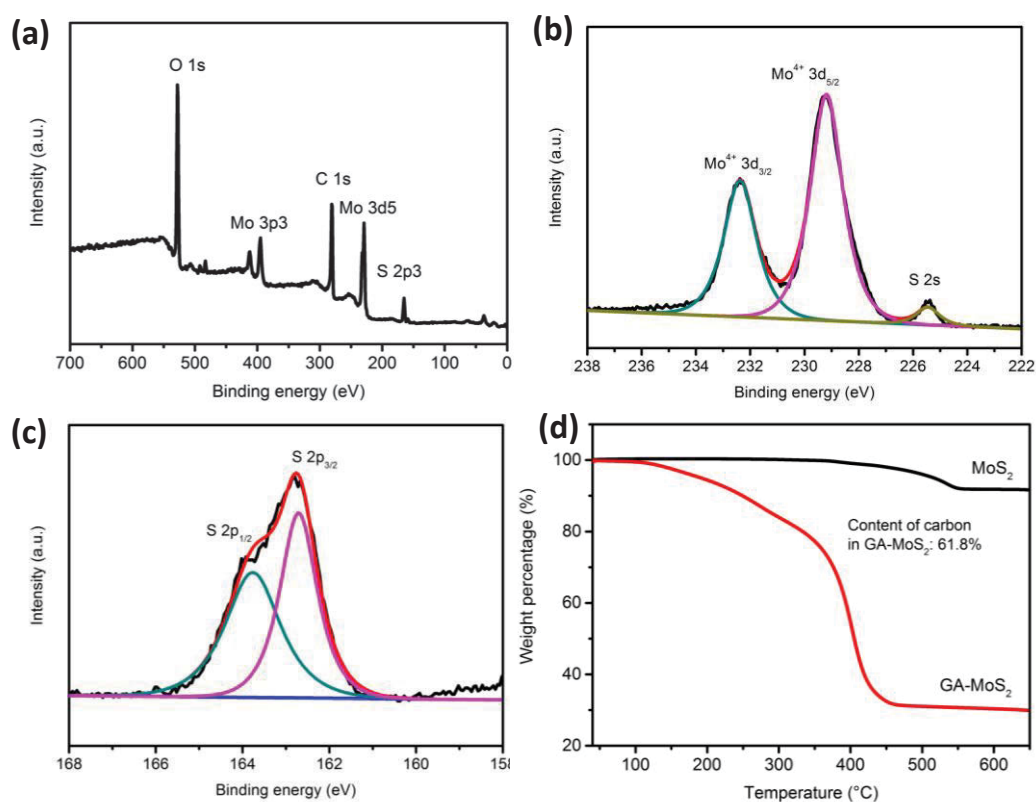 (a)
O 1s
Mo 3p3
C 1s
Mo 3d5
S 2p3
Intensity (a.u.)
700 600 500 400 300 200 100 0
Binding energy (eV)
(b)
Mo⁴⁺ 3d₅/₂
Mo⁴⁺ 3d₃/₂
S 2s
Intensity (a.u.)
238 236 234 232 230 228 226 224 222
Binding energy (eV)
(c)
S 2p₃/₂
S 2p₁/₂
Intensity (a.u.)
168 166 164 162 160 158
Binding energy (eV)
(d)
100
80
60
40
20
Weight percentage (%)
MoS₂
Content of carbon
in GA-MoS₂: 61.8%
GA-MoS₂
100 200 300 400 500 600
Temperature (°C)